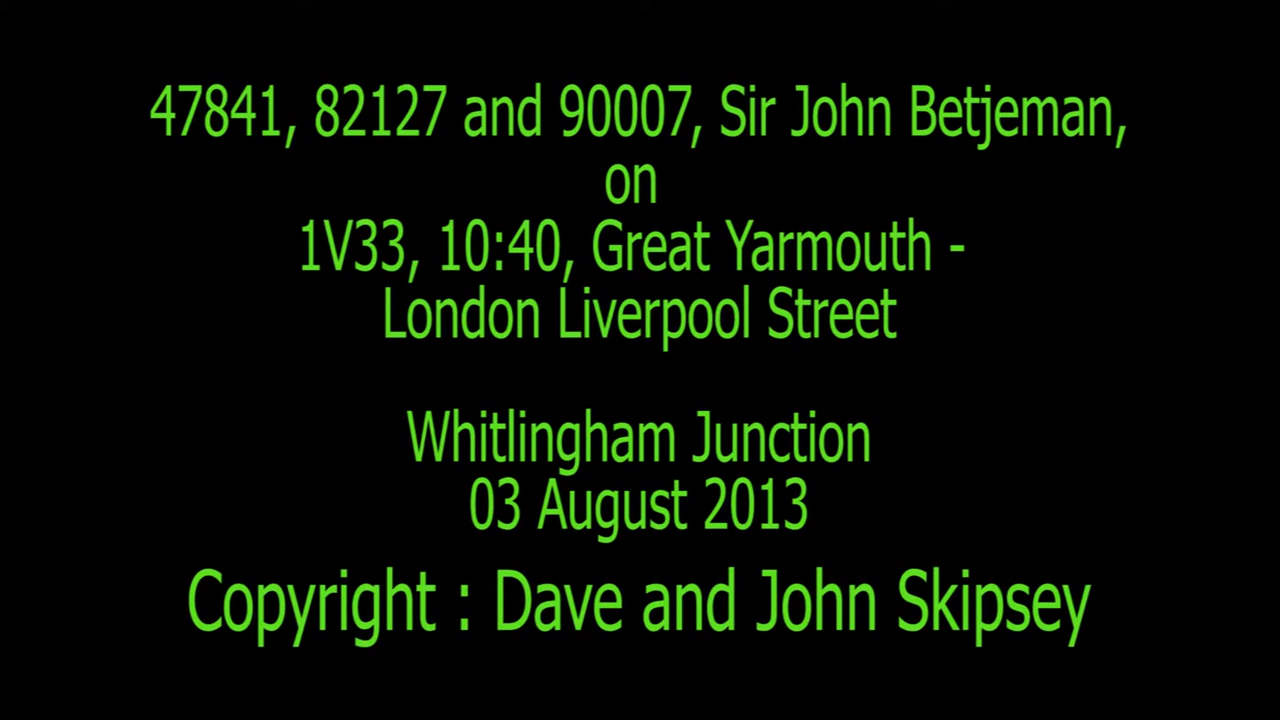 47841, 82127 and 90007, Sir John Betjeman,
on
1V33, 10:40, Great Yarmouth -
London Liverpool Street
Whitlingham Junction
03 August 2013
Copyright : Dave and John Skipsey